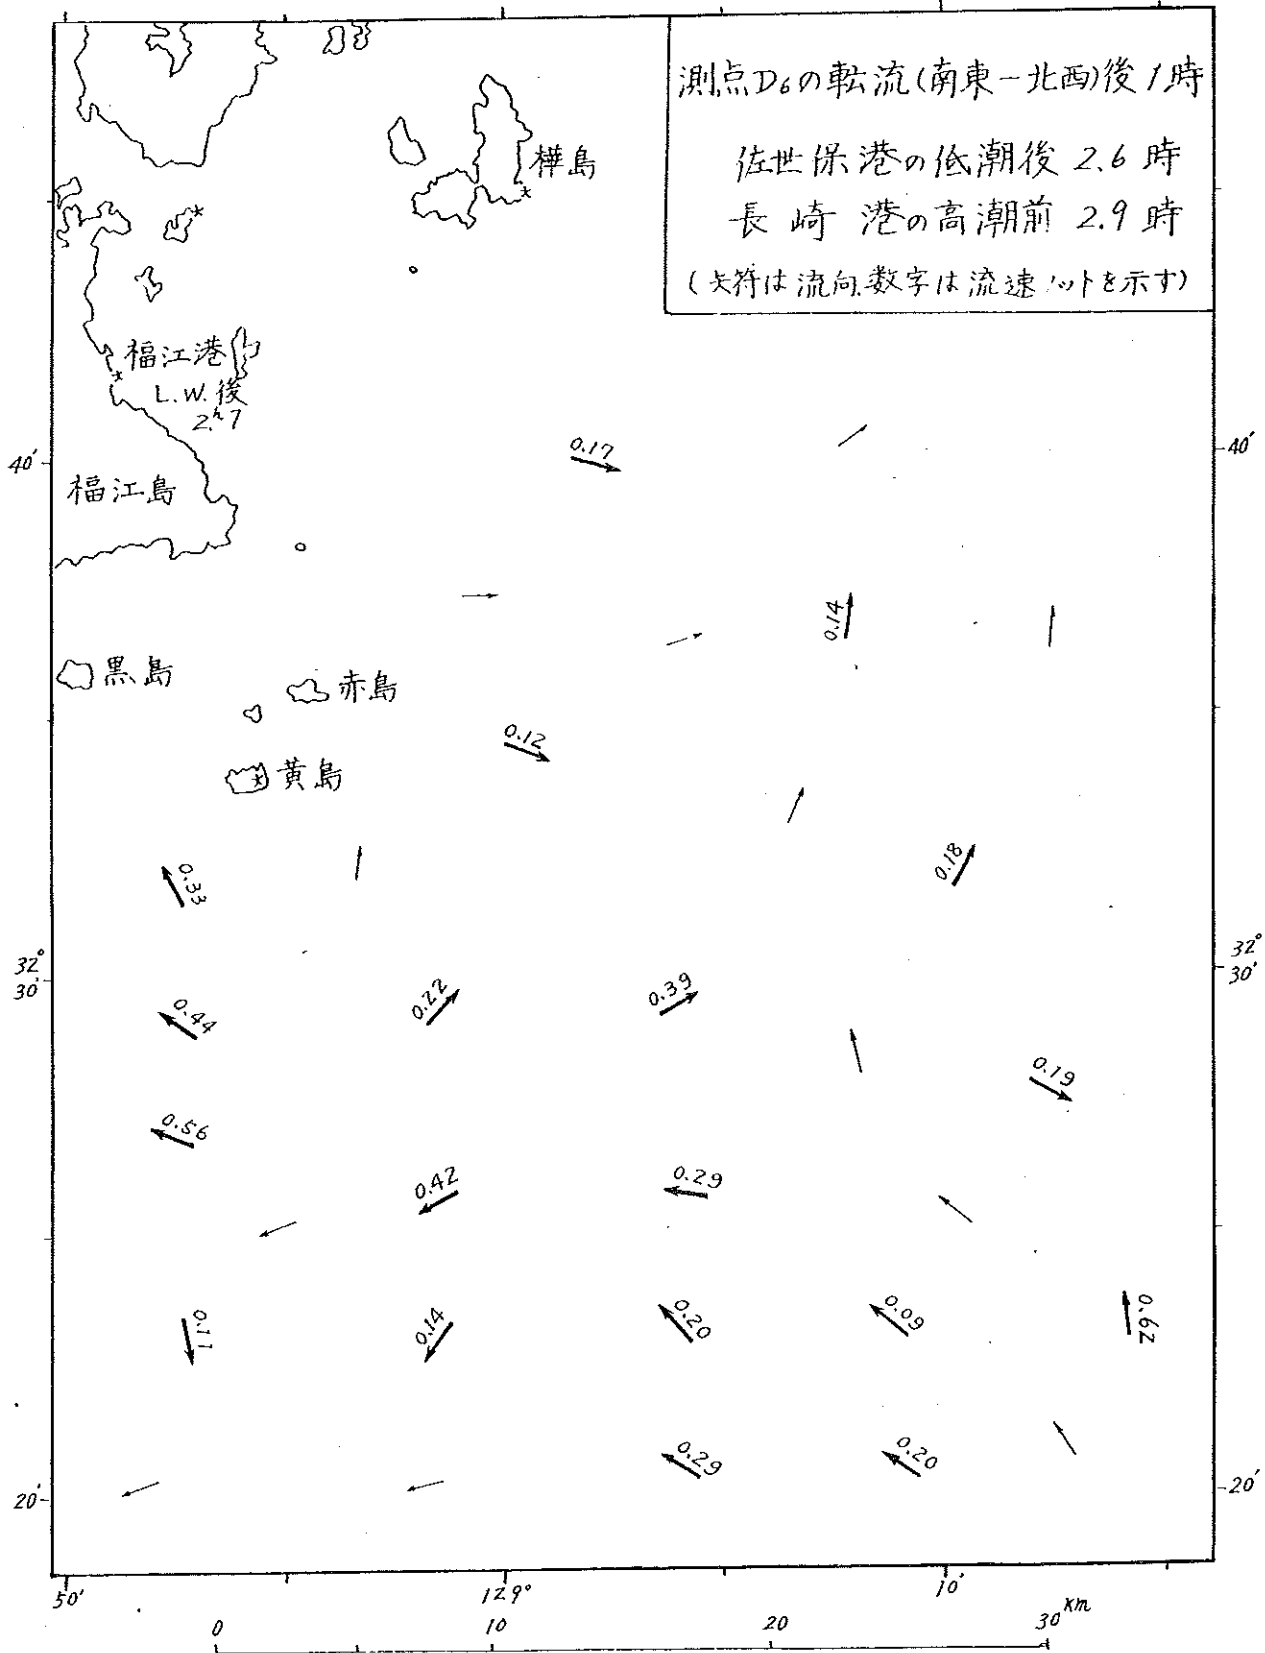 測点D6の転流(南東-北西)後1時
佐世保港の低潮後 2.6時
長崎港の高潮前 2.9時
(矢符は流向,数字は流速ノットを示す)
樺島
福江港
L.W.後
2.ʰ7
福江島
黒島
赤島
黄島
40′
40′
0.17
0.14
0.12
0.18
0.33
32°
30′
32°
30′
0.44
0.22
0.39
0.19
0.56
0.42
0.29
0.11
0.14
0.20
0.09
0.62
0.29
0.20
20′
20′
50′
129°
10′
0
10
20
30 km